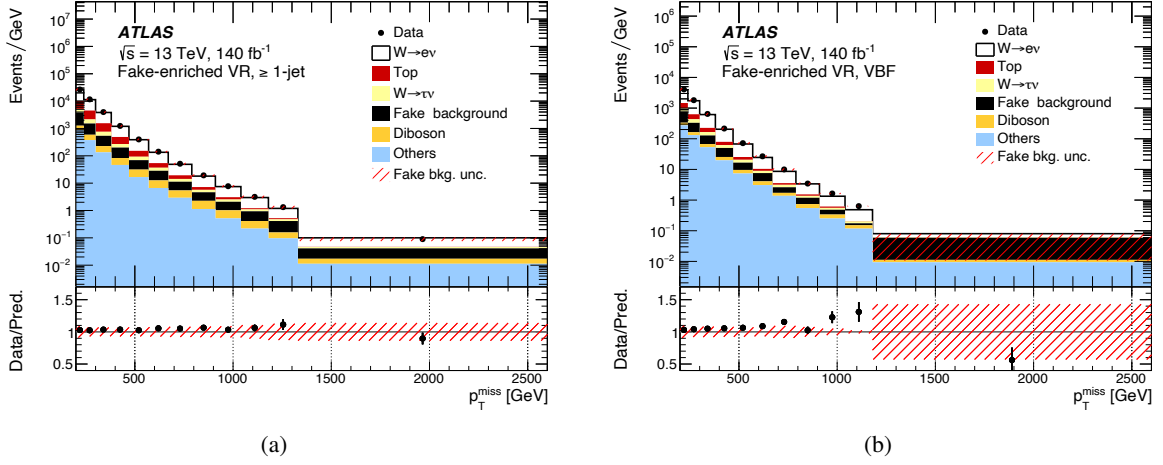 Events/GeV
10⁷
10⁶
10⁵
10⁴
10³
10²
10
1
10⁻¹
10⁻²
ATLAS
√s = 13 TeV, 140 fb⁻¹
Fake-enriched VR, ≥ 1-jet
Data
W→eν
Top
W→τν
Fake background
Diboson
Others
Fake bkg. unc.
Data/Pred.
1.5
1
0.5
500 1000 1500 2000 2500
p_T^miss [GeV]
(a)
Events/GeV
10⁷
10⁶
10⁵
10⁴
10³
10²
10
1
10⁻¹
10⁻²
ATLAS
√s = 13 TeV, 140 fb⁻¹
Fake-enriched VR, VBF
Data
W→eν
Top
W→τν
Fake background
Diboson
Others
Fake bkg. unc.
Data/Pred.
1.5
1
0.5
500 1000 1500 2000 2500
p_T^miss [GeV]
(b)